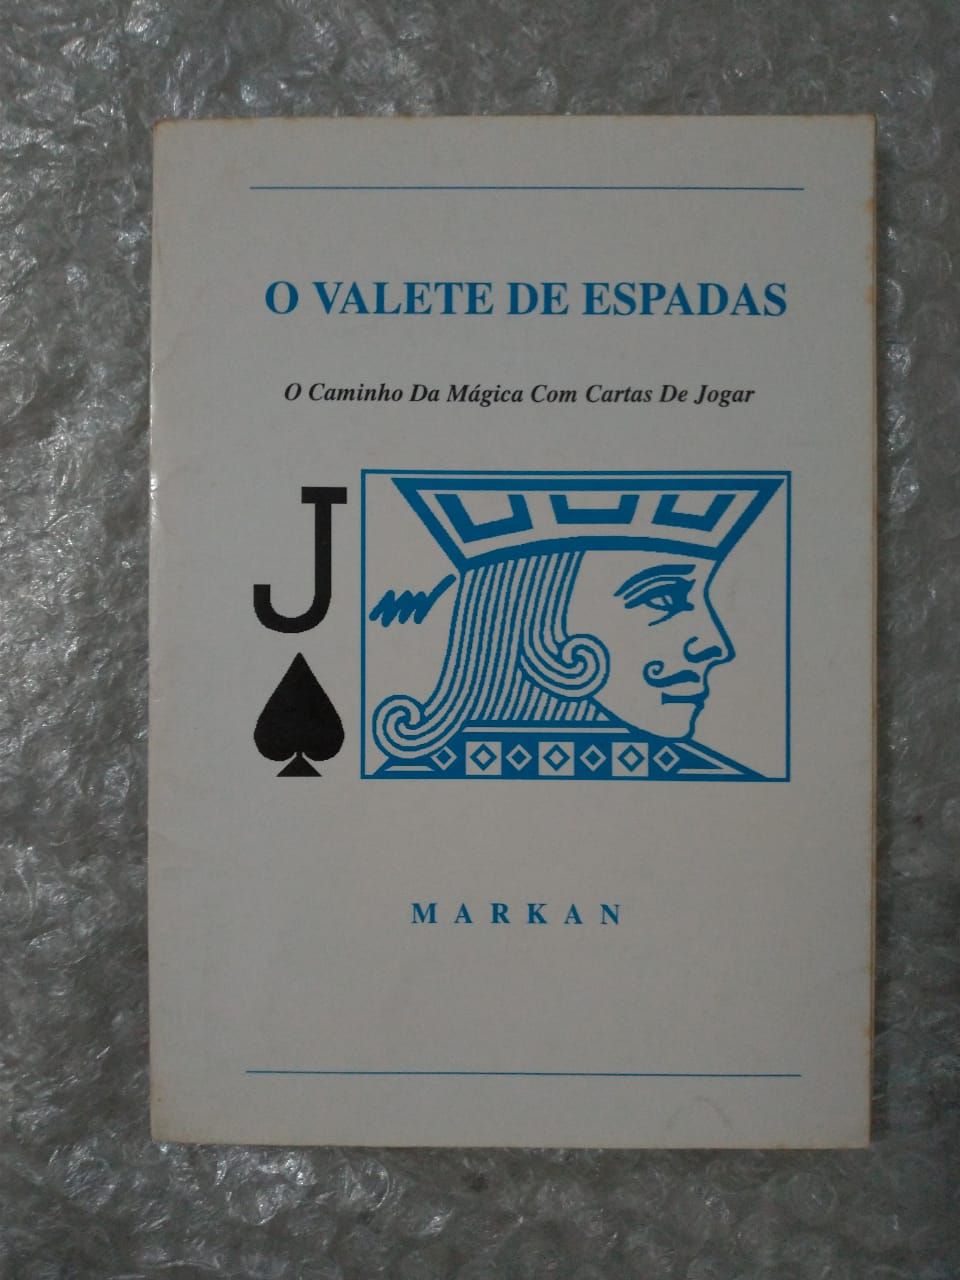 O VALETE DE ESPADAS
O Caminho Da Mágica Com Cartas De Jogar
J
MARKAN